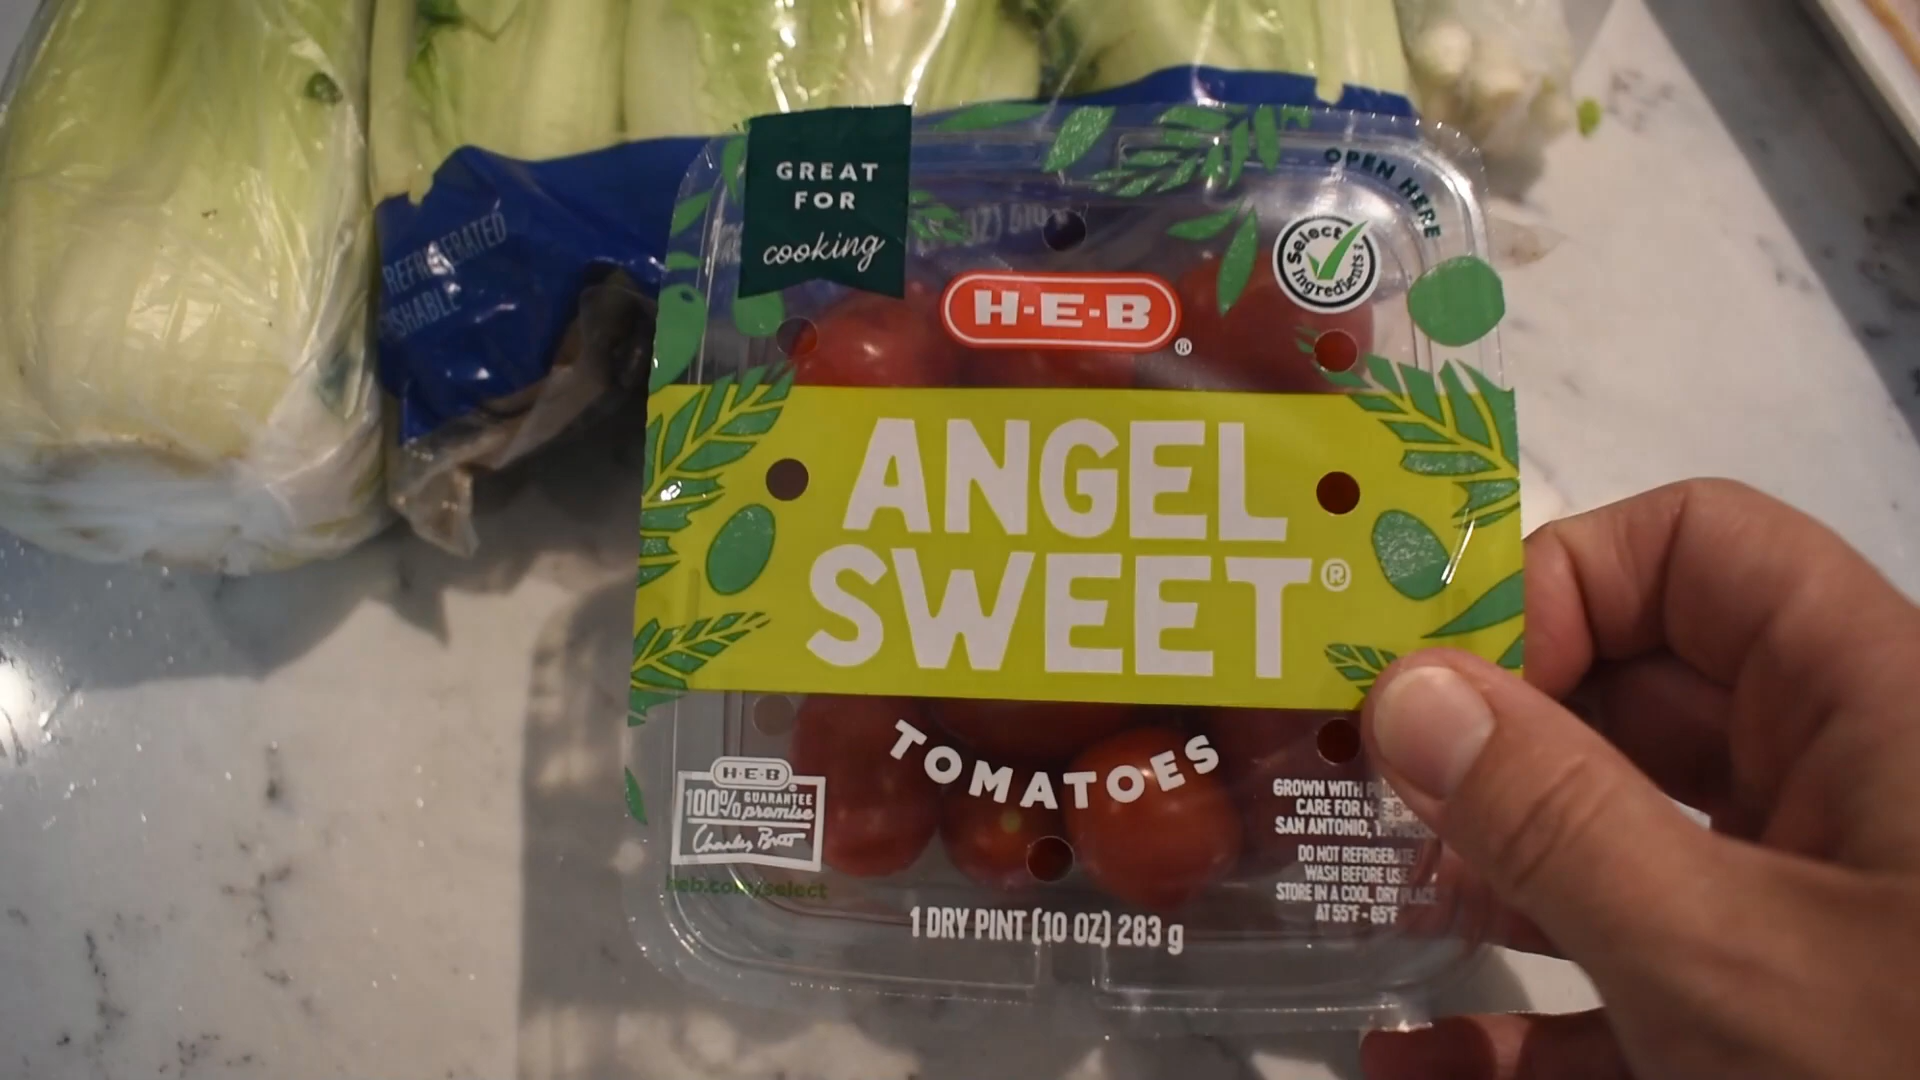 REFRIGERATED
GREAT
FOR
cooking
OPEN HERE
Select
Ingredients
H-E-B®
ANGEL
SWEET®
TOMATOES
H-E-B
100% GUARANTEE
promise
Charles Butt
heb.com/select
1 DRY PINT (10 OZ) 283 g
GROWN WITH
CARE FOR H-E-B
SAN ANTONIO,
DO NOT REFRIGERATE
WASH BEFORE USE
STORE IN A COOL, DRY PLACE
AT 55°F - 65°F